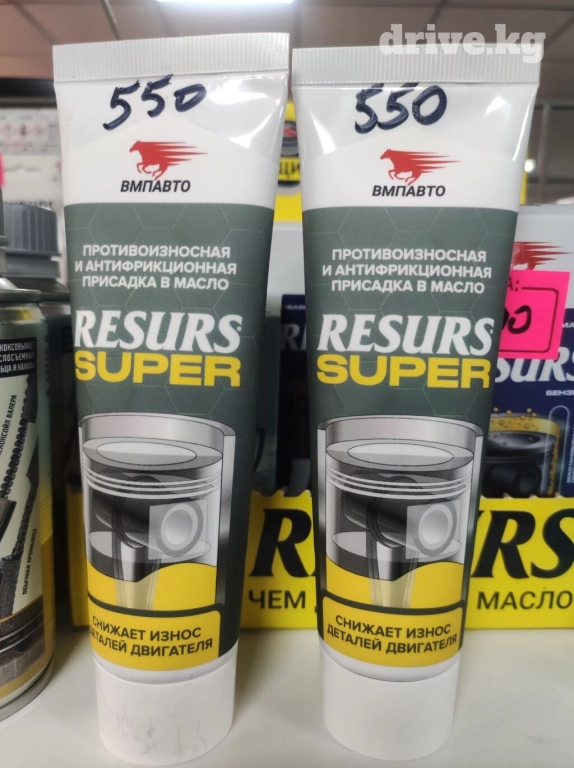 drive.kg
550
ВМПАВТО
ПРОТИВОИЗНОСНАЯ
И АНТИФРИКЦИОННАЯ
ПРИСАДКА В МАСЛО
RESURS
SUPER
СНИЖАЕТ ИЗНОС
ДЕТАЛЕЙ ДВИГАТЕЛЯ
550
ВМПАВТО
ПРОТИВОИЗНОСНАЯ
И АНТИФРИКЦИОННАЯ
ПРИСАДКА В МАСЛО
RESURS
SUPER
СНИЖАЕТ ИЗНОС
ДЕТАЛЕЙ ДВИГАТЕЛЯ
ЧЕМ
МАСЛО